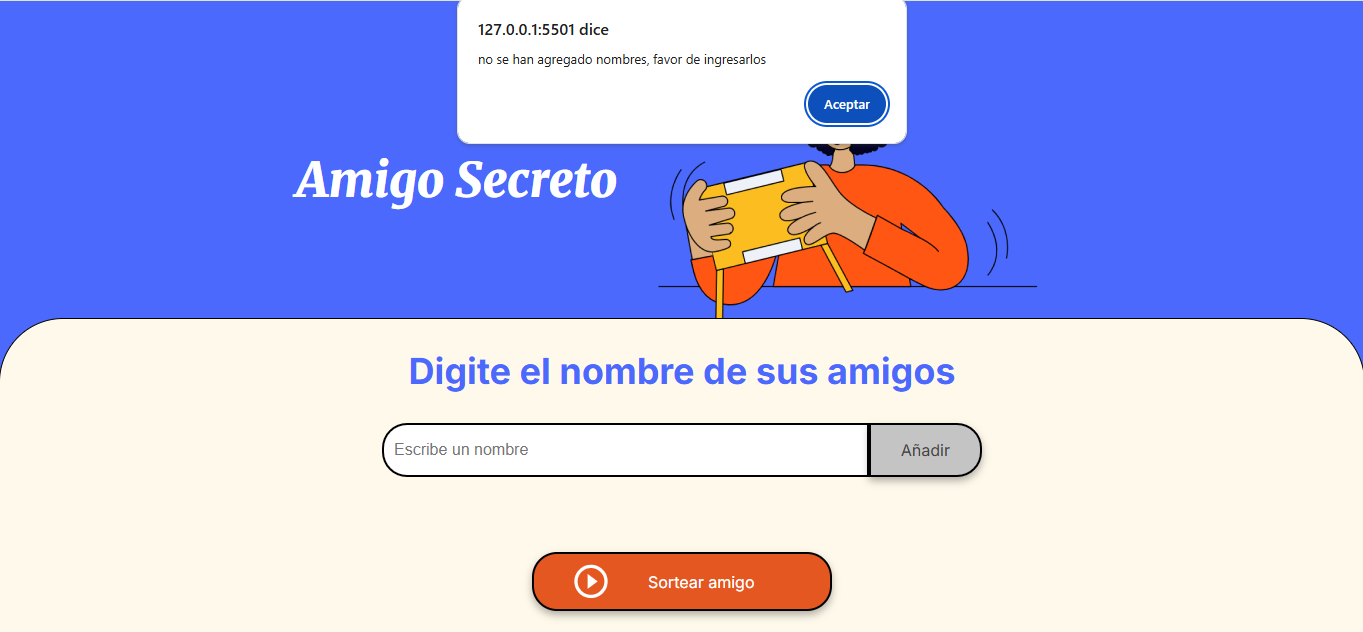 127.0.0.1:5501 dice
no se han agregado nombres, favor de ingresarlos
Aceptar
Amigo Secreto
Digite el nombre de sus amigos
Escribe un nombre
Añadir
Sortear amigo